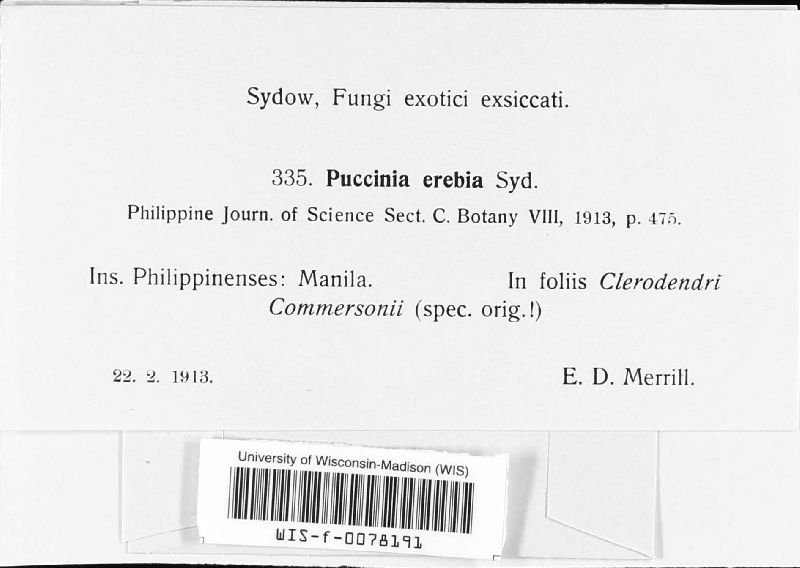 Sydow, Fungi exotici exsiccati.
335. Puccinia erebia Syd.
Philippine Journ. of Science Sect. C. Botany VIII, 1913, p. 475.
Ins. Philippinenses: Manila. In foliis Clerodendri
Commersonii (spec. orig.!)
22. 2. 1913. E. D. Merrill.
University of Wisconsin-Madison (WIS)
WIS-f-0078191